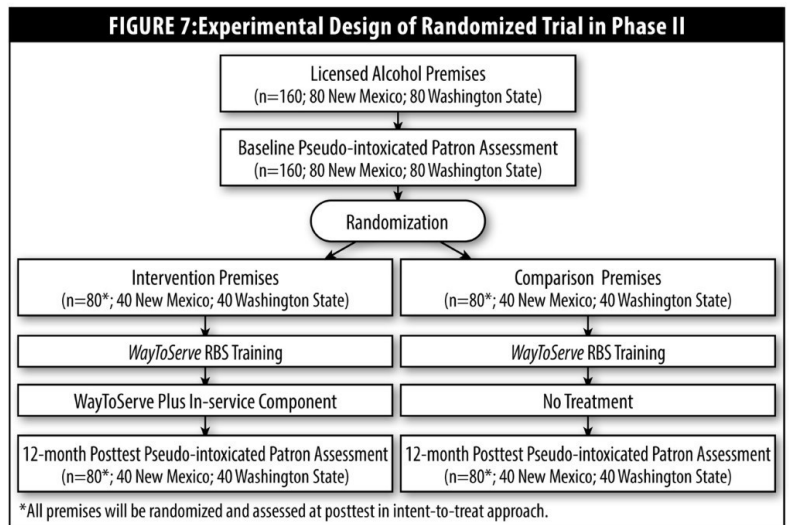 FIGURE 7:Experimental Design of Randomized Trial in Phase II
Licensed Alcohol Premises
(n=160; 80 New Mexico; 80 Washington State)
Baseline Pseudo-intoxicated Patron Assessment
(n=160; 80 New Mexico; 80 Washington State)
Randomization
Intervention Premises
(n=80*; 40 New Mexico; 40 Washington State)
Comparison Premises
(n=80*; 40 New Mexico; 40 Washington State)
WayToServe RBS Training
WayToServe RBS Training
WayToServe Plus In-service Component
No Treatment
12-month Posttest Pseudo-intoxicated Patron Assessment
(n=80*; 40 New Mexico; 40 Washington State)
12-month Posttest Pseudo-intoxicated Patron Assessment
(n=80*; 40 New Mexico; 40 Washington State)
*All premises will be randomized and assessed at posttest in intent-to-treat approach.